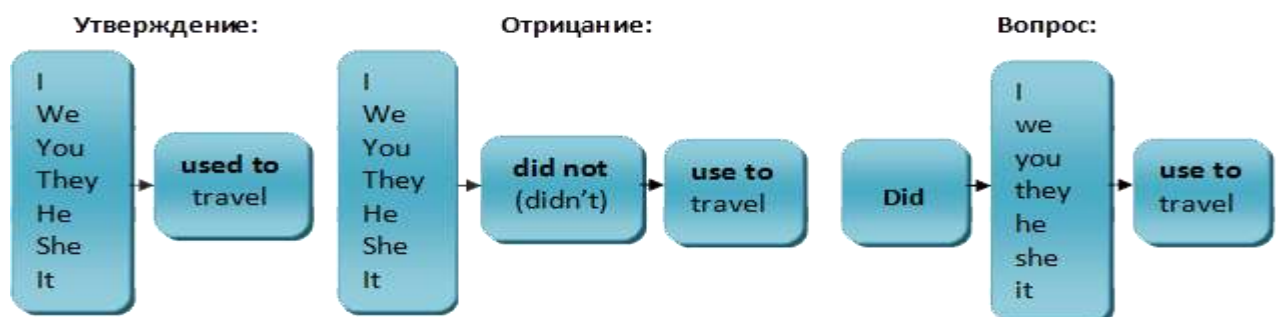 Утверждение:
I
We
You
They
He
She
It
used to
travel
Отрицание:
I
We
You
They
He
She
It
did not
(didn't)
use to
travel
Вопрос:
Did
I
we
you
they
he
she
it
use to
travel